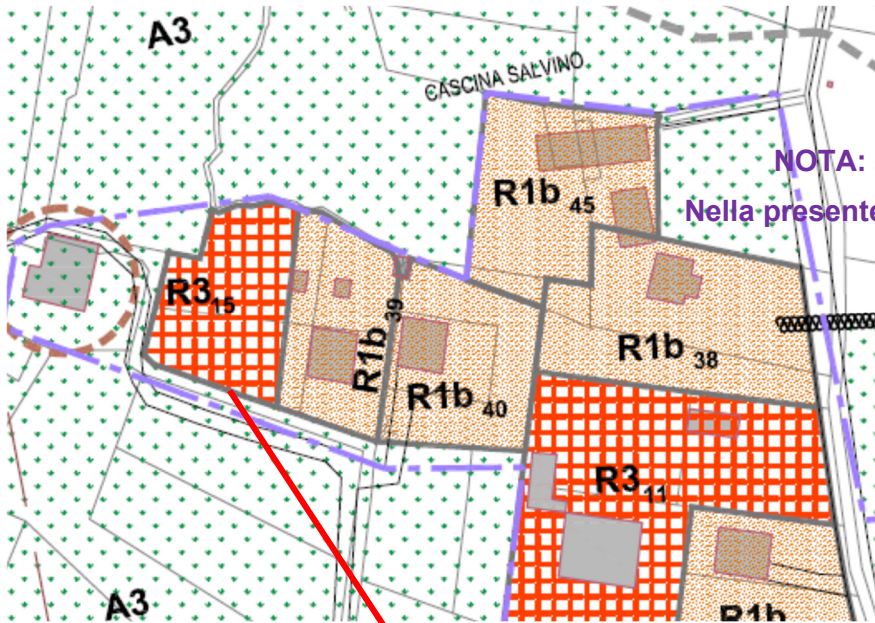 A3
CASCINA SALVINO
NOTA:
R1b 45
Nella presente
R3 15
R1b 39
R1b 38
R1b 40
R3 11
A3
R1b